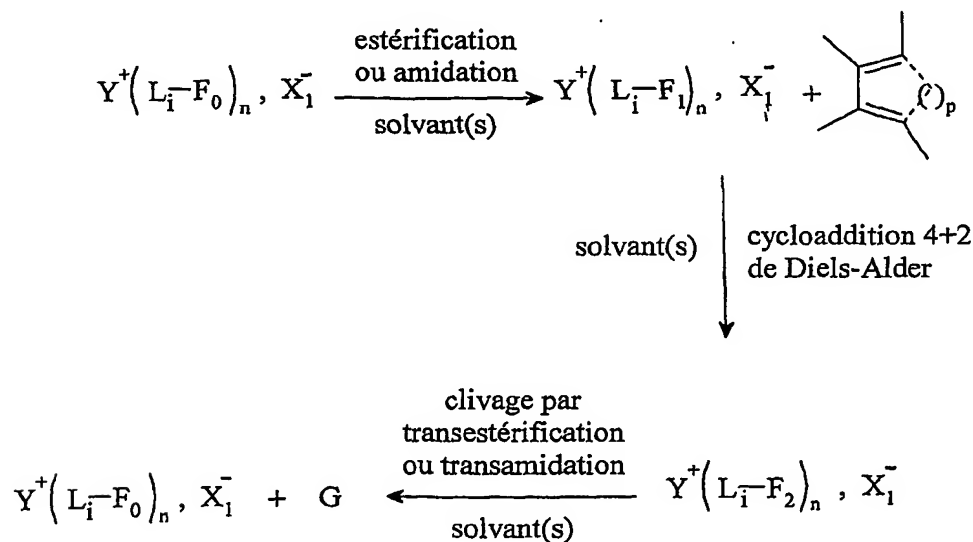 estérification
ou amidation
Y⁺( Lᵢ–F₀)ₙ, X₁⁻ Y⁺( Lᵢ–F₁)ₙ, X₁⁻ + ( )ₚ
solvant(s)
solvant(s) cycloaddition 4+2
de Diels-Alder
clivage par
transestérification
ou transamidation
Y⁺( Lᵢ–F₀)ₙ, X₁⁻ + G Y⁺( Lᵢ–F₂)ₙ , X₁⁻
solvant(s)